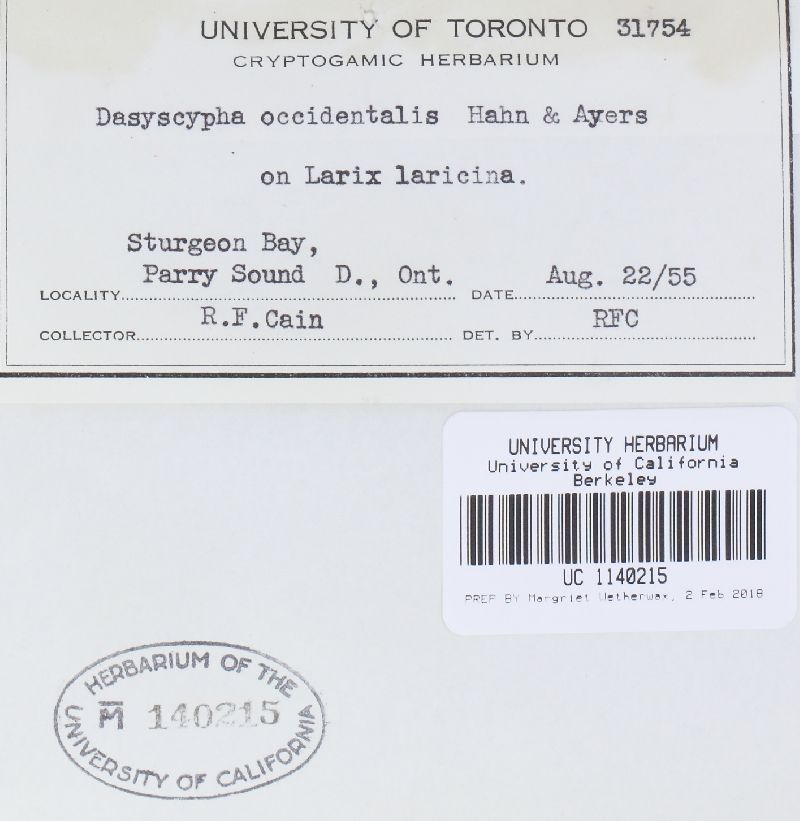 UNIVERSITY OF TORONTO 31754
CRYPTOGAMIC HERBARIUM
Dasyscypha occidentalis Hahn & Ayers
on Larix laricina.
Sturgeon Bay,
Parry Sound D., Ont.
LOCALITY
DATE Aug. 22/55
COLLECTOR R.F.Cain
DET. BY RFC
UNIVERSITY HERBARIUM
University of California
Berkeley
UC 1140215
PREP BY Margriet Wetherwax, 2 Feb 2018
HERBARIUM OF THE
M̅ 140215
UNIVERSITY OF CALIFORNIA